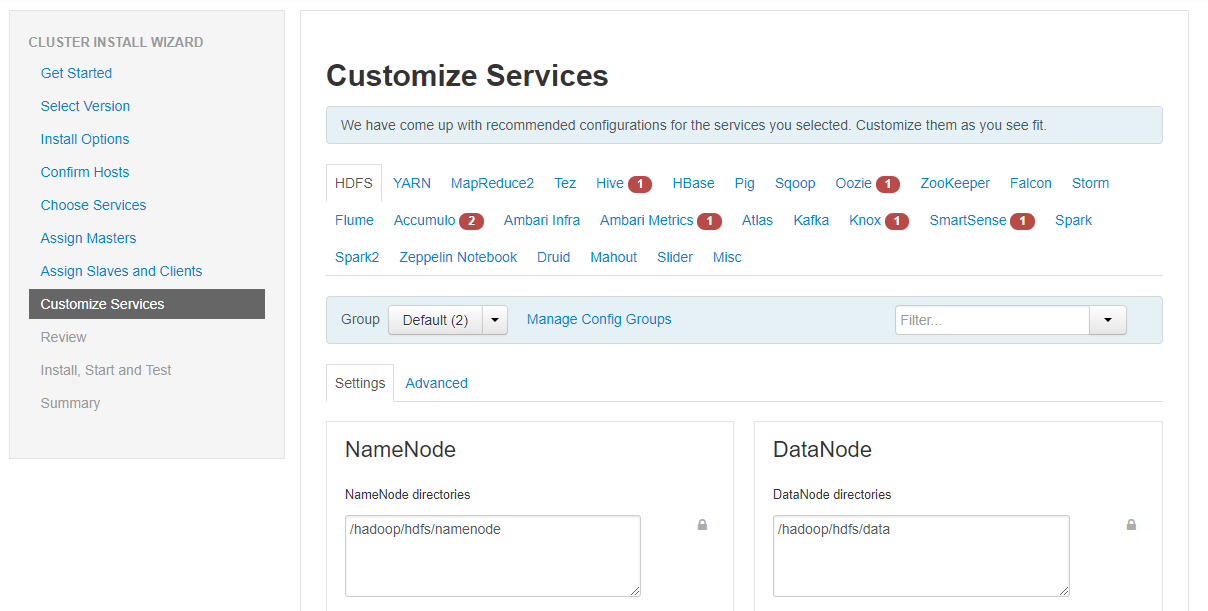 CLUSTER INSTALL WIZARD
Get Started
Select Version
Install Options
Confirm Hosts
Choose Services
Assign Masters
Assign Slaves and Clients
Customize Services
Review
Install, Start and Test
Summary
Customize Services
We have come up with recommended configurations for the services you selected. Customize them as you see fit.
HDFS YARN MapReduce2 Tez Hive 1 HBase Pig Sqoop Oozie 1 ZooKeeper Falcon Storm
Flume Accumulo 2 Ambari Infra Ambari Metrics 1 Atlas Kafka Knox 1 SmartSense 1 Spark
Spark2 Zeppelin Notebook Druid Mahout Slider Misc
Group Default (2) Manage Config Groups Filter...
Settings Advanced
NameNode
NameNode directories
/hadoop/hdfs/namenode
DataNode
DataNode directories
/hadoop/hdfs/data